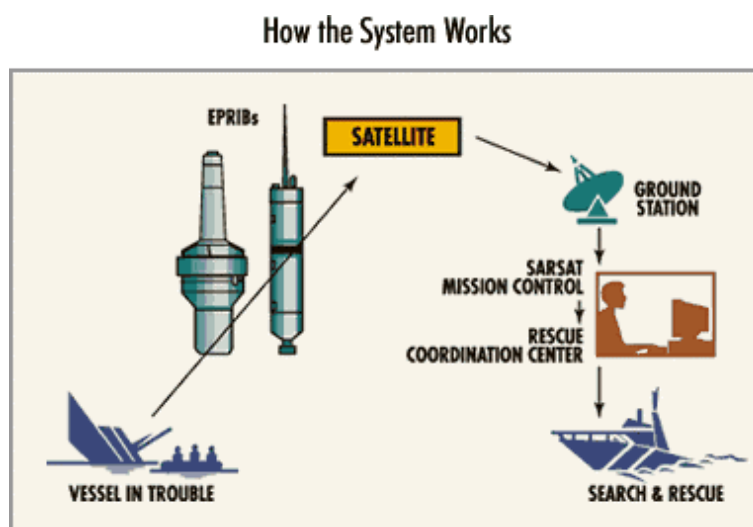 How the System Works
EPRIBs
SATELLITE
GROUND
STATION
SARSAT
MISSION CONTROL
RESCUE
COORDINATION CENTER
VESSEL IN TROUBLE
SEARCH & RESCUE